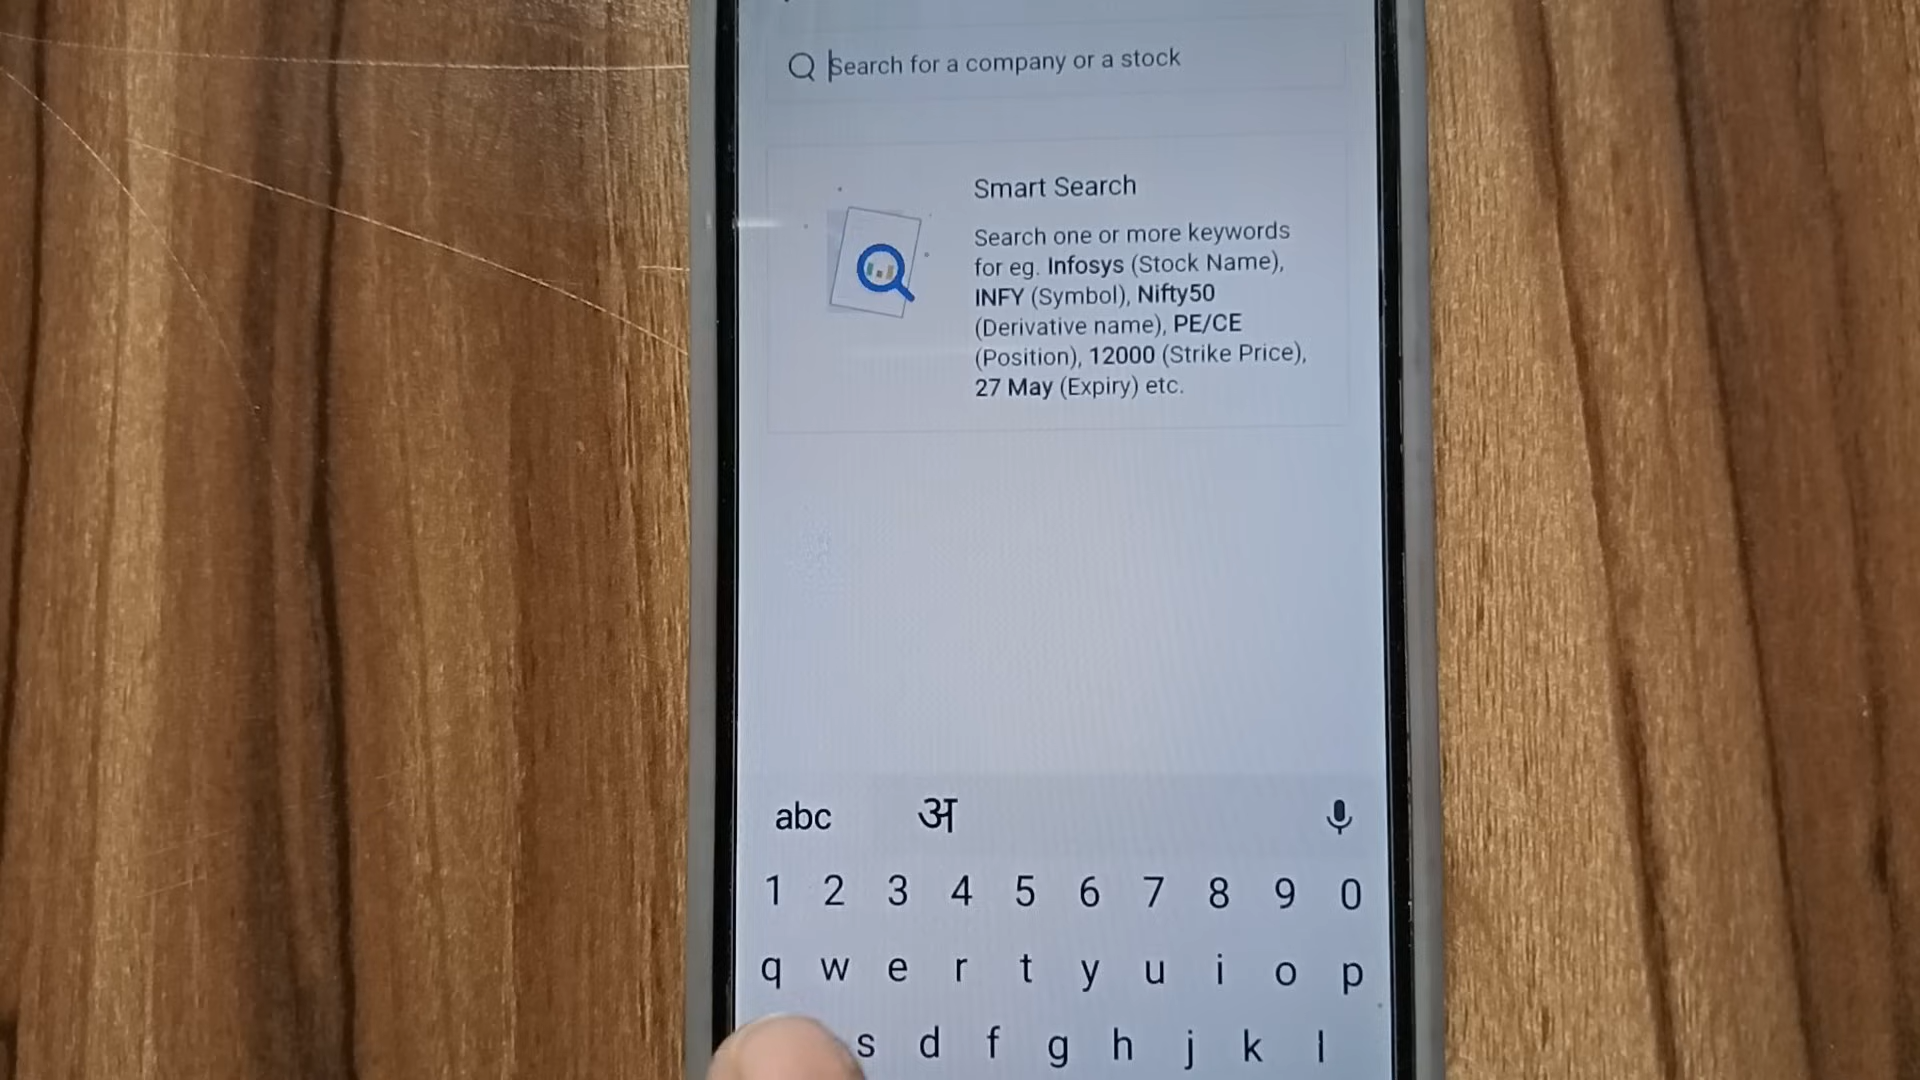 Search for a company or a stock
Smart Search
Search one or more keywords
for eg. Infosys (Stock Name),
INFY (Symbol), Nifty50
(Derivative name), PE/CE
(Position), 12000 (Strike Price),
27 May (Expiry) etc.
abc अ
1 2 3 4 5 6 7 8 9 0
q w e r t y u i o p
s d f g h j k l